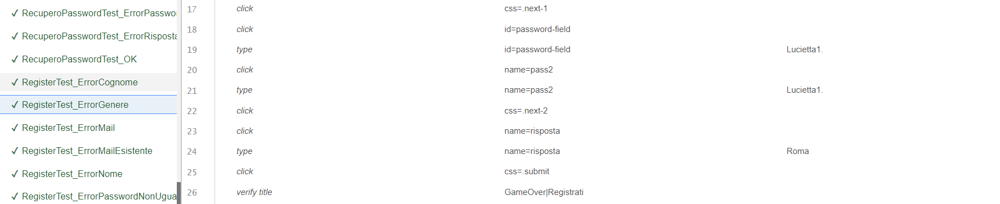 ✓ RecuperoPasswordTest_ErrorPasswor
✓ RecuperoPasswordTest_ErrorRisposta
✓ RecuperoPasswordTest_OK
✓ RegisterTest_ErrorCognome
✓ RegisterTest_ErrorGenere
✓ RegisterTest_ErrorMail
✓ RegisterTest_ErrorMailEsistente
✓ RegisterTest_ErrorNome
✓ RegisterTest_ErrorPasswordNonUgua
17 click css=.next-1
18 click id=password-field
19 type id=password-field Lucietta1.
20 click name=pass2
21 type name=pass2 Lucietta1.
22 click css=.next-2
23 click name=risposta
24 type name=risposta Roma
25 click css=.submit
26 verify title GameOver|Registrati